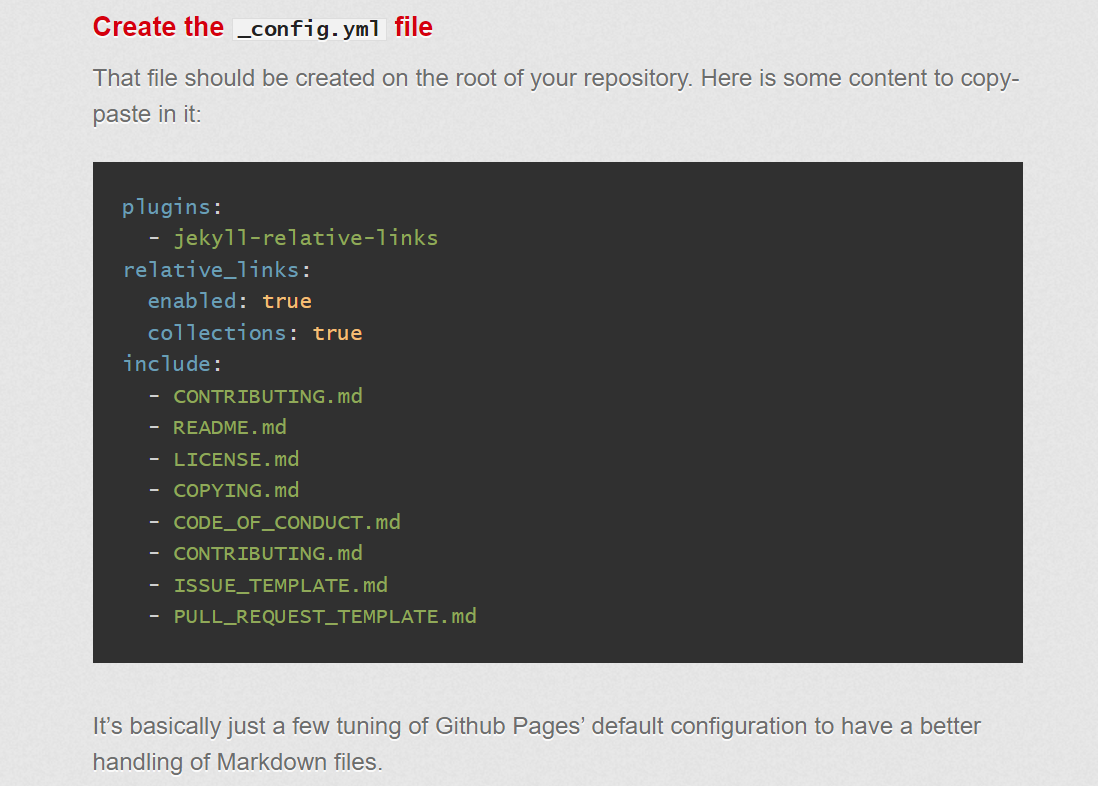 Create the _config.yml file
That file should be created on the root of your repository. Here is some content to copy-
paste in it:
plugins:
  - jekyll-relative-links
relative_links:
  enabled: true
  collections: true
include:
  - CONTRIBUTING.md
  - README.md
  - LICENSE.md
  - COPYING.md
  - CODE_OF_CONDUCT.md
  - CONTRIBUTING.md
  - ISSUE_TEMPLATE.md
  - PULL_REQUEST_TEMPLATE.md
It’s basically just a few tuning of Github Pages’ default configuration to have a better
handling of Markdown files.